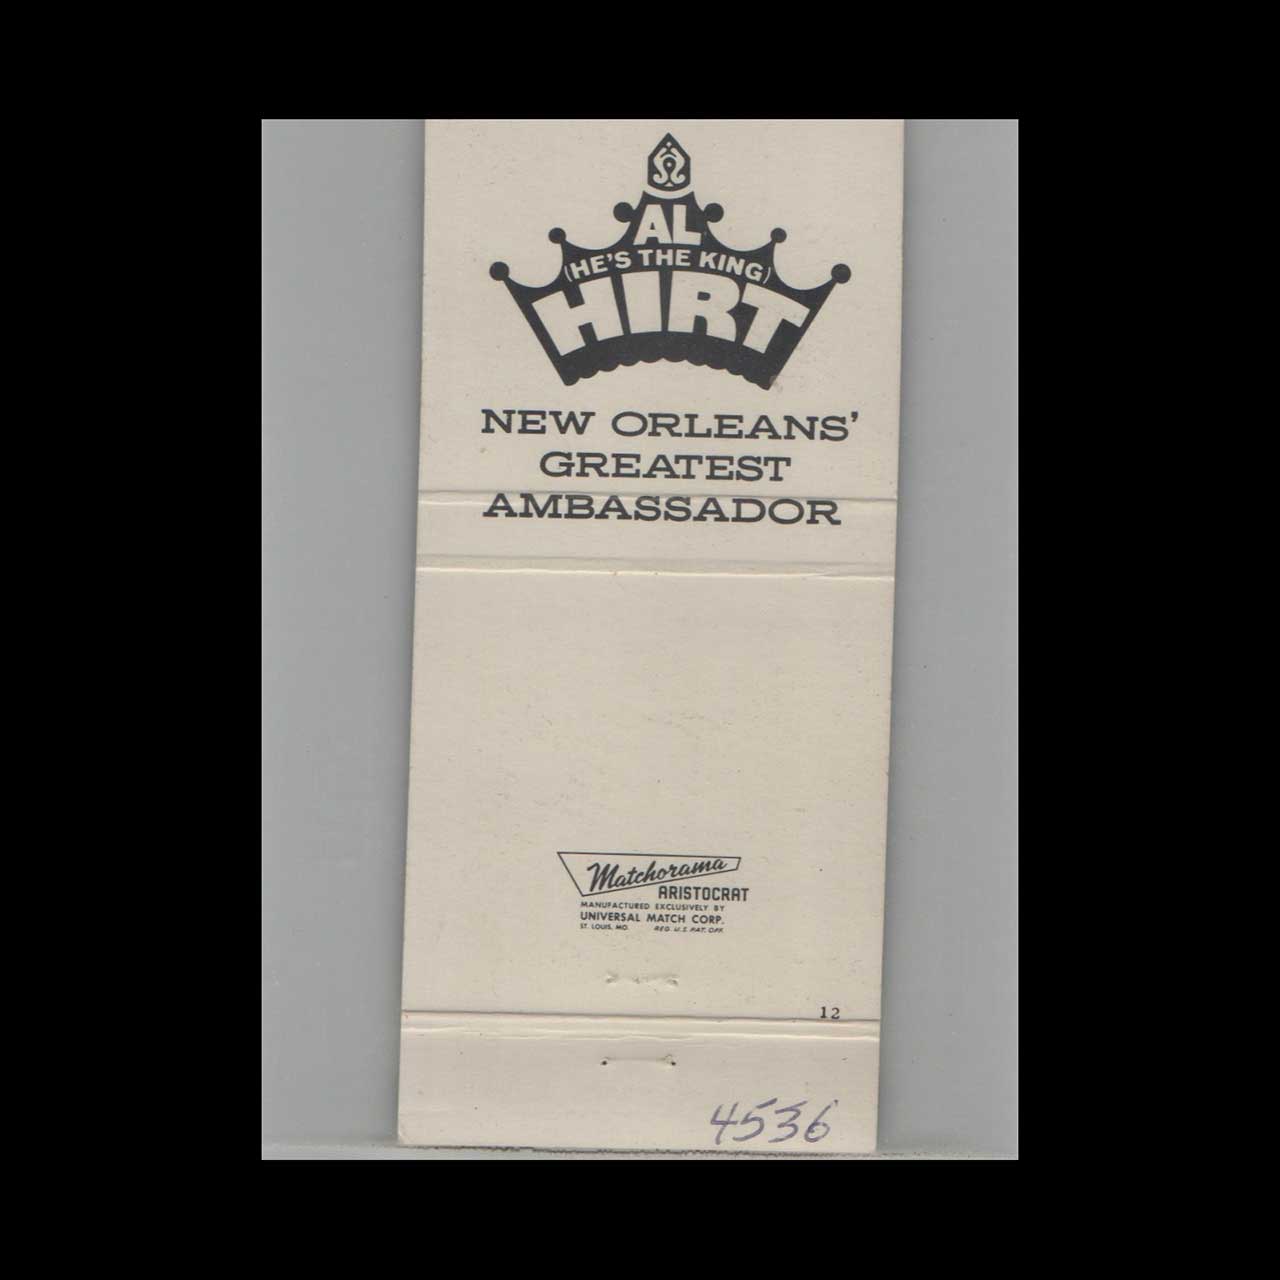 AL
(HE'S THE KING)
HIRT
NEW ORLEANS'
GREATEST
AMBASSADOR
Matchorama
ARISTOCRAT
MANUFACTURED EXCLUSIVELY BY
UNIVERSAL MATCH CORP.
ST. LOUIS, MO. REG. U.S. PAT. OFF.
12
4536